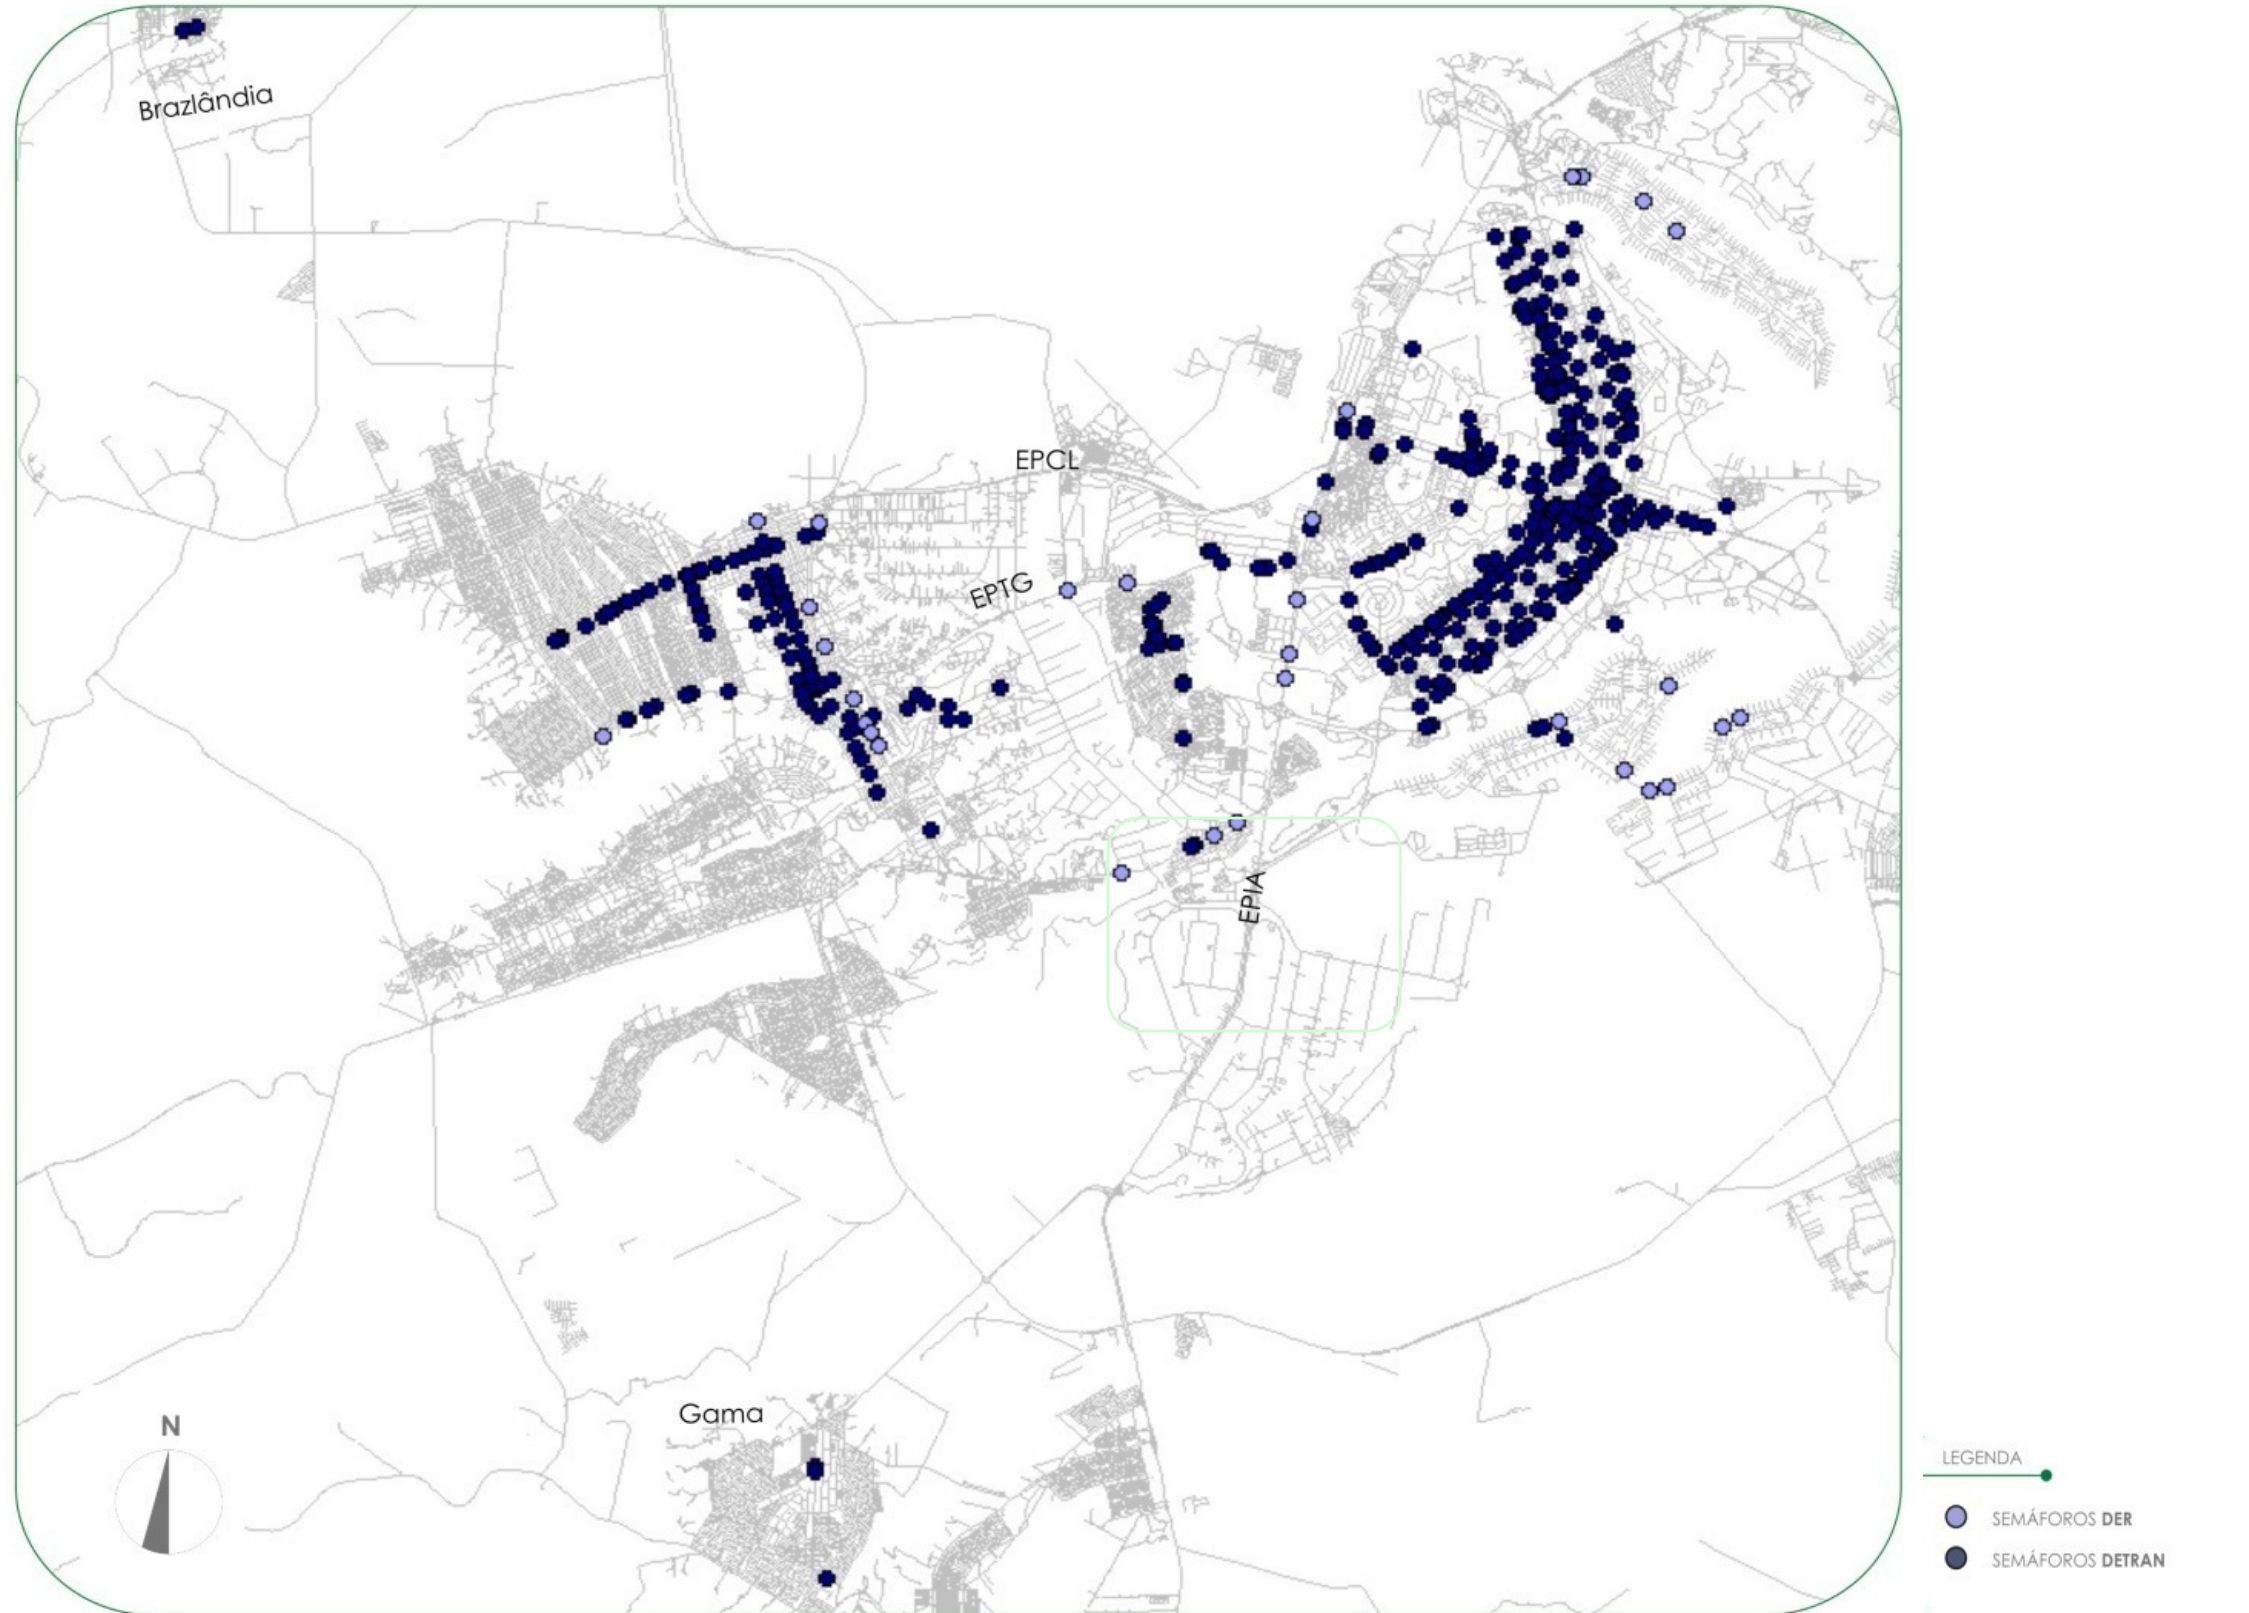 Brazlândia
EPCL
EPTG
EPIA
Gama
N
LEGENDA
SEMÁFOROS DER
SEMÁFOROS DETRAN